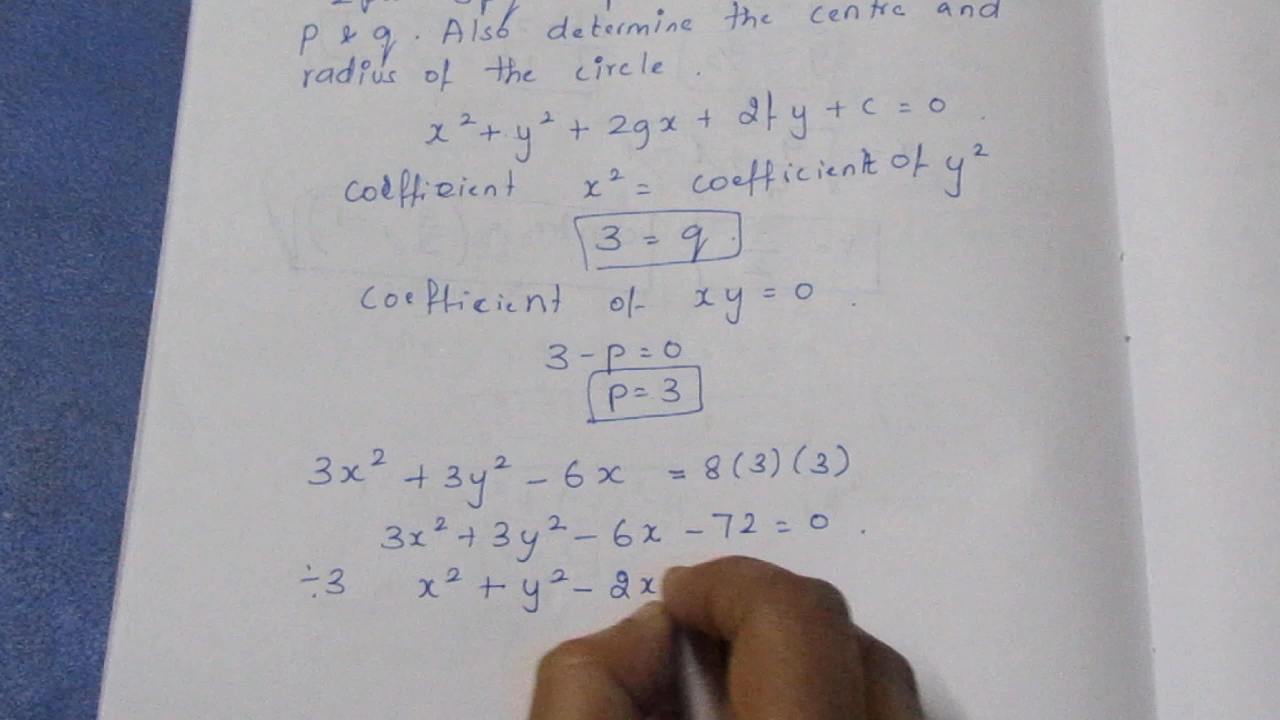 p & q. Also determine the centre and
radius of the circle.
x² + y² + 2gx + 2fy + c = 0.
coefficient x² = coefficient of y²
3 = q.
coefficient of xy = 0.
3 - p = 0
p = 3
3x² + 3y² - 6x = 8(3)(3)
3x² + 3y² - 6x - 72 = 0.
÷3 x² + y² - 2x